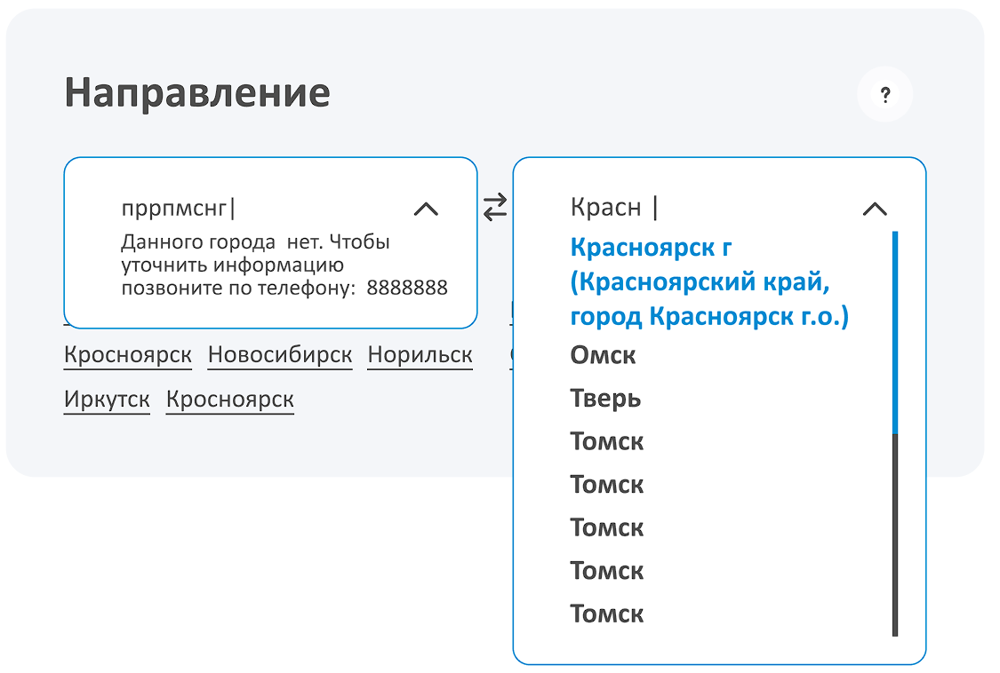 Направление
?
пррпмснг|
Данного города нет. Чтобы
уточнить информацию
позвоните по телефону: 8888888
Кросноярск Новосибирск Норильск
Иркутск Кросноярск
Красн |
Красноярск г
(Красноярский край,
город Красноярск г.о.)
Омск
Тверь
Томск
Томск
Томск
Томск
Томск